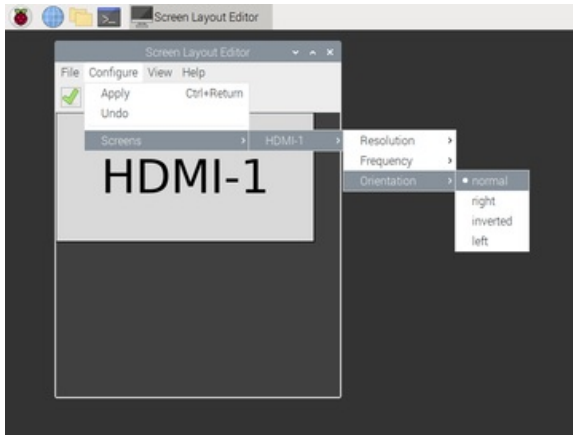 Screen Layout Editor
Screen Layout Editor
File Configure View Help
Apply Ctrl+Return
Undo
Screens
HDMI-1
Resolution
Frequency
Orientation
normal
right
inverted
left
HDMI-1